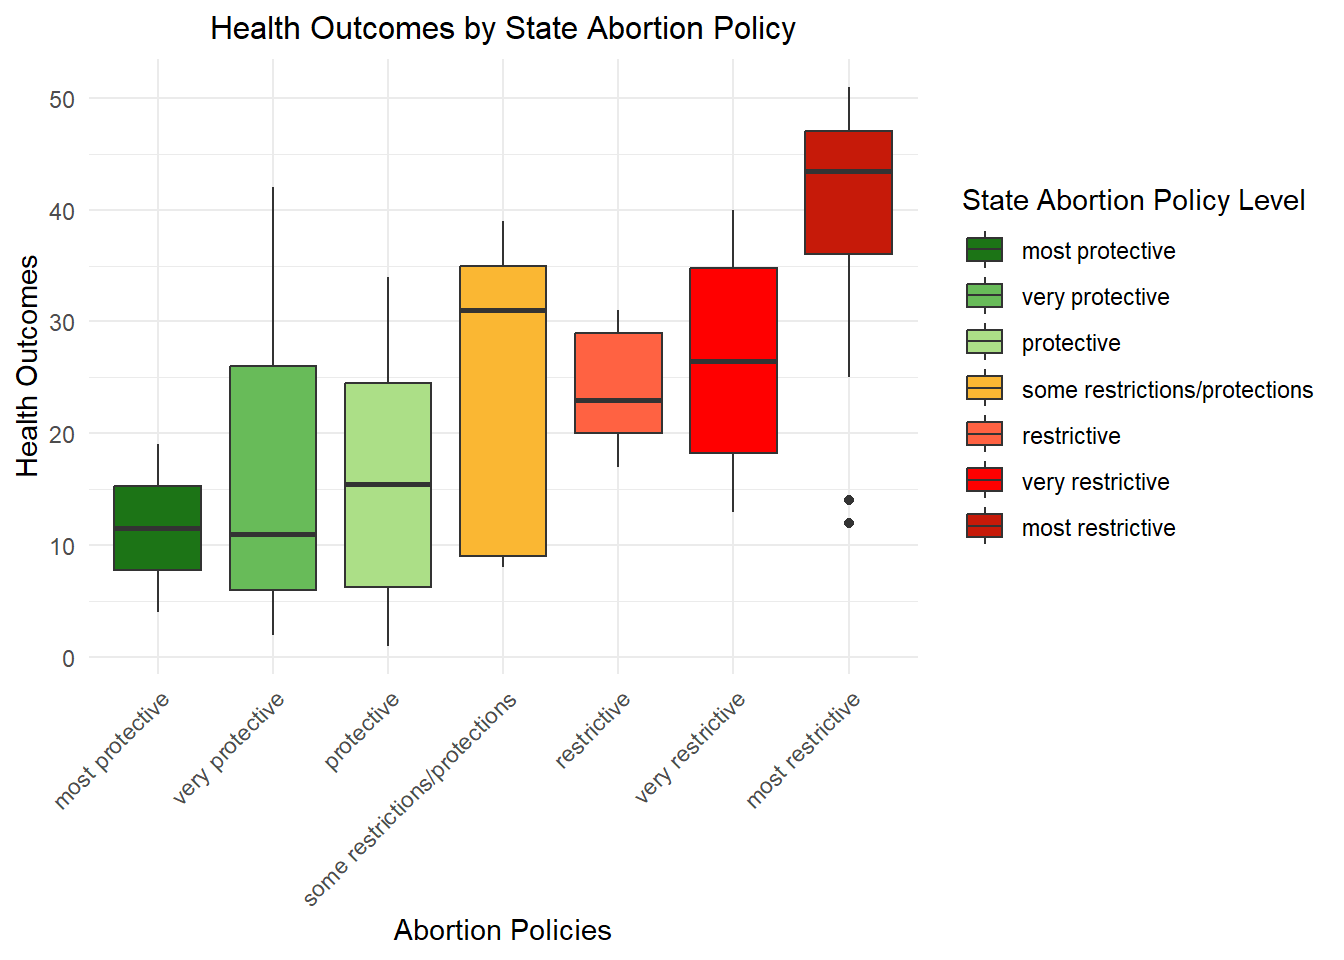 Health Outcomes by State Abortion Policy
Health Outcomes
50
40
30
20
10
0
most protective
very protective
protective
some restrictions/protections
restrictive
very restrictive
most restrictive
Abortion Policies
State Abortion Policy Level
most protective
very protective
protective
some restrictions/protections
restrictive
very restrictive
most restrictive